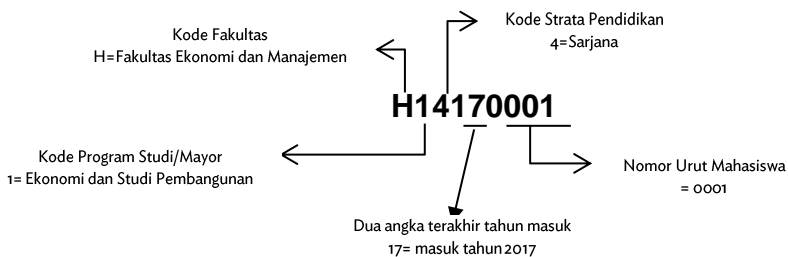 Kode Strata Pendidikan
4=Sarjana
Kode Fakultas
H=Fakultas Ekonomi dan Manajemen
H14170001
Kode Program Studi/Mayor
1= Ekonomi dan Studi Pembangunan
Nomor Urut Mahasiswa
= 0001
Dua angka terakhir tahun masuk
17= masuk tahun 2017